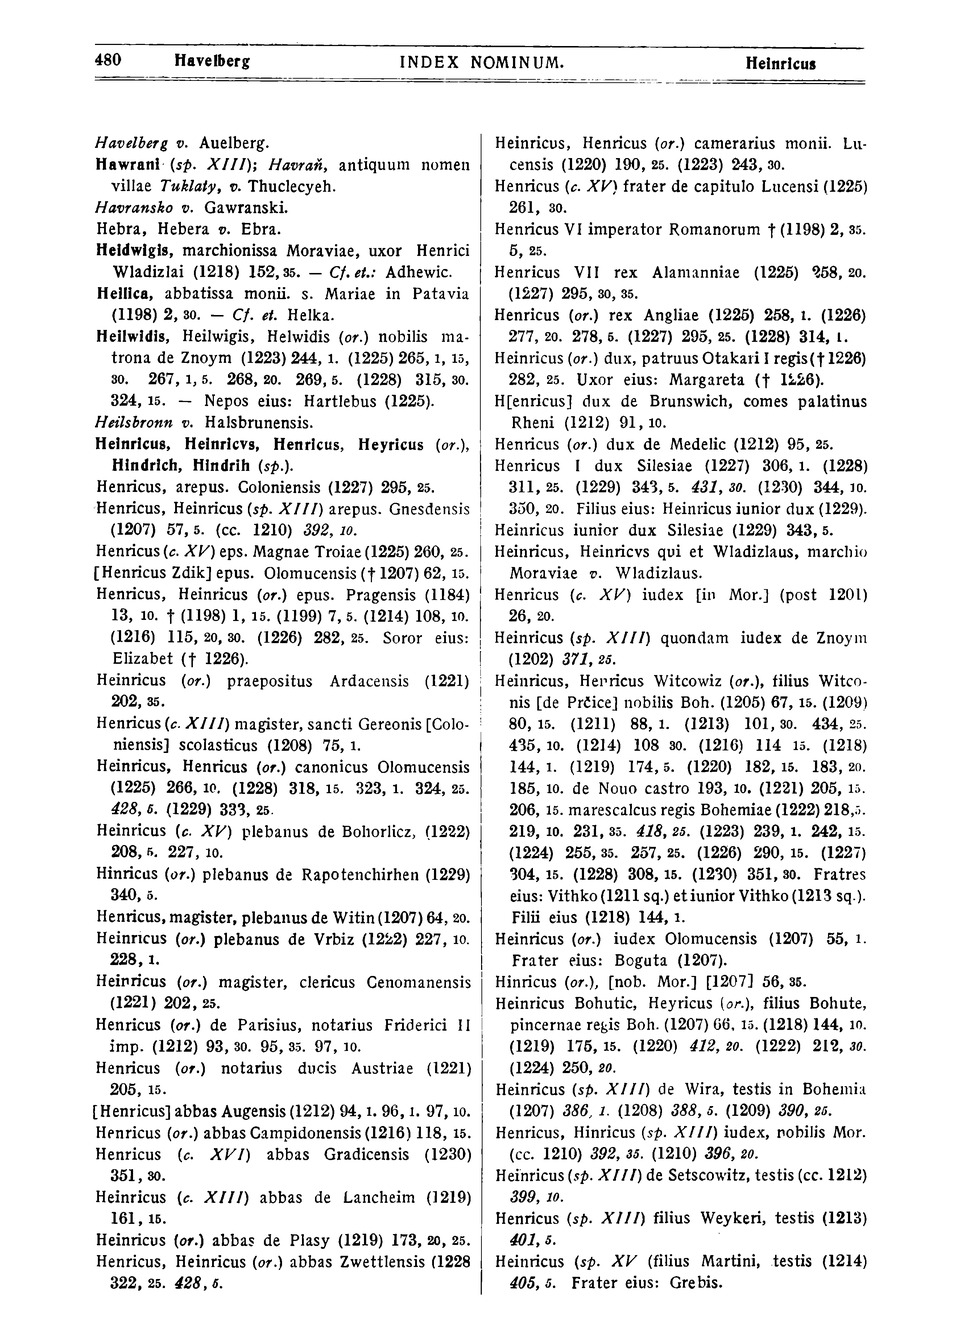 480 Havelberg INDEX NOMINUM. Heinricus
Havelberg v. Auelberg.
Hawrani (sp. XIII); Havraň, antiquum nomen
villae Tuklaty, v. Thuclecyeh.
Havransko v. Gawranski.
Hebra, Hebera v. Ebra.
Heidwigis, marchionissa Moraviae, uxor Henrici
Wladizlai (1218) 152, 35. — Cf. et.: Adhewic.
Heilica, abbatissa monii. s. Mariae in Patavia
(1198) 2, 30. — Cf. et. Helka.
Heilwidis, Heilwigis, Helwidis (or.) nobilis ma-
trona de Znoym (1223) 244, 1. (1225) 265, 1, 15,
30. 267, 1, 5. 268, 20. 269, 5. (1228) 315, 30.
324, 15. — Nepos eius: Hartlebus (1225).
Heilsbronn v. Halsbrunensis.
Heinricus, Heinricvs, Henricus, Heyricus (or.),
Hindrich, Hindrih (sp.).
Henricus, arepus. Coloniensis (1227) 295, 25.
Henricus, Heinricus (sp. XIII) arepus. Gnesdensis
(1207) 57, 5. (cc. 1210) 392, 10.
Henricus (c. XV) eps. Magnae Troiae (1225) 260, 25.
[Henricus Zdik] epus. Olomucensis († 1207) 62, 15.
Henricus, Heinricus (or.) epus. Pragensis (1184)
13, 10. † (1198) 1, 15. (1199) 7, 5. (1214) 108, 10.
(1216) 115, 20, 30. (1226) 282, 25. Soror eius:
Elizabet († 1226).
Heinricus (or.) praepositus Ardacensis (1221)
202, 35.
Henricus (c. XIII) magister, sancti Gereonis [Colo-
niensis] scolasticus (1208) 75, 1.
Heinricus, Henricus (or.) canonicus Olomucensis
(1225) 266, 10. (1228) 318, 15. 323, 1. 324, 25.
428, 5. (1229) 333, 25.
Heinricus (c. XV) plebanus de Bohorlicz, (1222)
208, 5. 227, 10.
Hinricus (or.) plebanus de Rapotenchirhen (1229)
340, 5.
Henricus, magister, plebanus de Witin (1207) 64, 20.
Heinricus (or.) plebanus de Vrbiz (1222) 227, 10.
228, 1.
Heinricus (or.) magister, clericus Cenomanensis
(1221) 202, 25.
Henricus (or.) de Parisius, notarius Friderici II
imp. (1212) 93, 30. 95, 35. 97, 10.
Henricus (or.) notarius ducis Austriae (1221)
205, 15.
[Henricus] abbas Augensis (1212) 94, 1. 96, 1. 97, 10.
Henricus (or.) abbas Campidonensis (1216) 118, 15.
Henricus (c. XVI) abbas Gradicensis (1230)
351, 30.
Heinricus (c. XIII) abbas de Lancheim (1219)
161, 15.
Heinricus (or.) abbas de Plasy (1219) 173, 20, 25.
Henricus, Heinricus (or.) abbas Zwettlensis (1228
322, 25. 428, 5.
Heinricus, Henricus (or.) camerarius monii. Lu-
censis (1220) 190, 25. (1223) 243, 30.
Henricus (c. XV) frater de capitulo Lucensi (1225)
261, 30.
Henricus VI imperator Romanorum † (1198) 2, 35.
5, 25.
Henricus VII rex Alamanniae (1225) 258, 20.
(1227) 295, 30, 35.
Henricus (or.) rex Angliae (1225) 258, 1. (1226)
277, 20. 278, 5. (1227) 295, 25. (1228) 314, 1.
Heinricus (or.) dux, patruus Otakari I regis († 1226)
282, 25. Uxor eius: Margareta († 1226).
H[enricus] dux de Brunswich, comes palatinus
Rheni (1212) 91, 10.
Henricus (or.) dux de Medelic (1212) 95, 25.
Henricus I dux Silesiae (1227) 306, 1. (1228)
311, 25. (1229) 343, 5. 431, 30. (1230) 344, 10.
350, 20. Filius eius: Heinricus iunior dux (1229).
Heinricus iunior dux Silesiae (1229) 343, 5.
Heinricus, Heinricvs qui et Wladizlaus, marchio
Moraviae v. Wladizlaus.
Henricus (c. XV) iudex [in Mor.] (post 1201)
26, 20.
Heinricus (sp. XIII) quondam iudex de Znoym
(1202) 371, 25.
Heinricus, Henricus Witcowiz (or.), filius Witco-
nis [de Prčice] nobilis Boh. (1205) 67, 15. (1209)
80, 15. (1211) 88, 1. (1213) 101, 30. 434, 25.
435, 10. (1214) 108 30. (1216) 114 15. (1218)
144, 1. (1219) 174, 5. (1220) 182, 15. 183, 20.
185, 10. de Nouo castro 193, 10. (1221) 205, 15.
206, 15. marescalcus regis Bohemiae (1222) 218, 5.
219, 10. 231, 35. 418, 25. (1223) 239, 1. 242, 15.
(1224) 255, 35. 257, 25. (1226) 290, 15. (1227)
304, 15. (1228) 308, 15. (1230) 351, 30. Fratres
eius: Vithko (1211 sq.) et iunior Vithko (1213 sq.).
Filii eius (1218) 144, 1.
Heinricus (or.) iudex Olomucensis (1207) 55, 1.
Frater eius: Boguta (1207).
Hinricus (or.), [nob. Mor.] [1207] 56, 35.
Heinricus Bohutic, Heyricus (or.), filius Bohute,
pincernae regis Boh. (1207) 66, 15. (1218) 144, 10.
(1219) 175, 15. (1220) 412, 20. (1222) 212, 30.
(1224) 250, 20.
Heinricus (sp. XIII) de Wira, testis in Bohemia
(1207) 386, 1. (1208) 388, 5. (1209) 390, 25.
Henricus, Hinricus (sp. XIII) iudex, nobilis Mor.
(cc. 1210) 392, 35. (1210) 396, 20.
Heinricus (sp. XIII) de Setscowitz, testis (cc. 1212)
399, 10.
Henricus (sp. XIII) filius Weykeri, testis (1213)
401, 5.
Heinricus (sp. XV (filius Martini, testis (1214)
405, 5. Frater eius: Grebis.